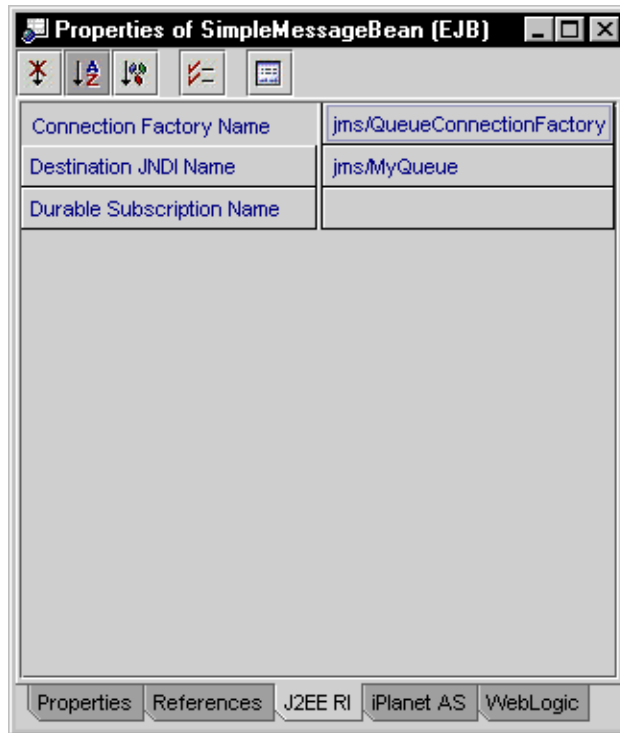 Properties of SimpleMessageBean (EJB)
Connection Factory Name jms/QueueConnectionFactory
Destination JNDI Name jms/MyQueue
Durable Subscription Name
Properties References J2EE RI iPlanet AS WebLogic